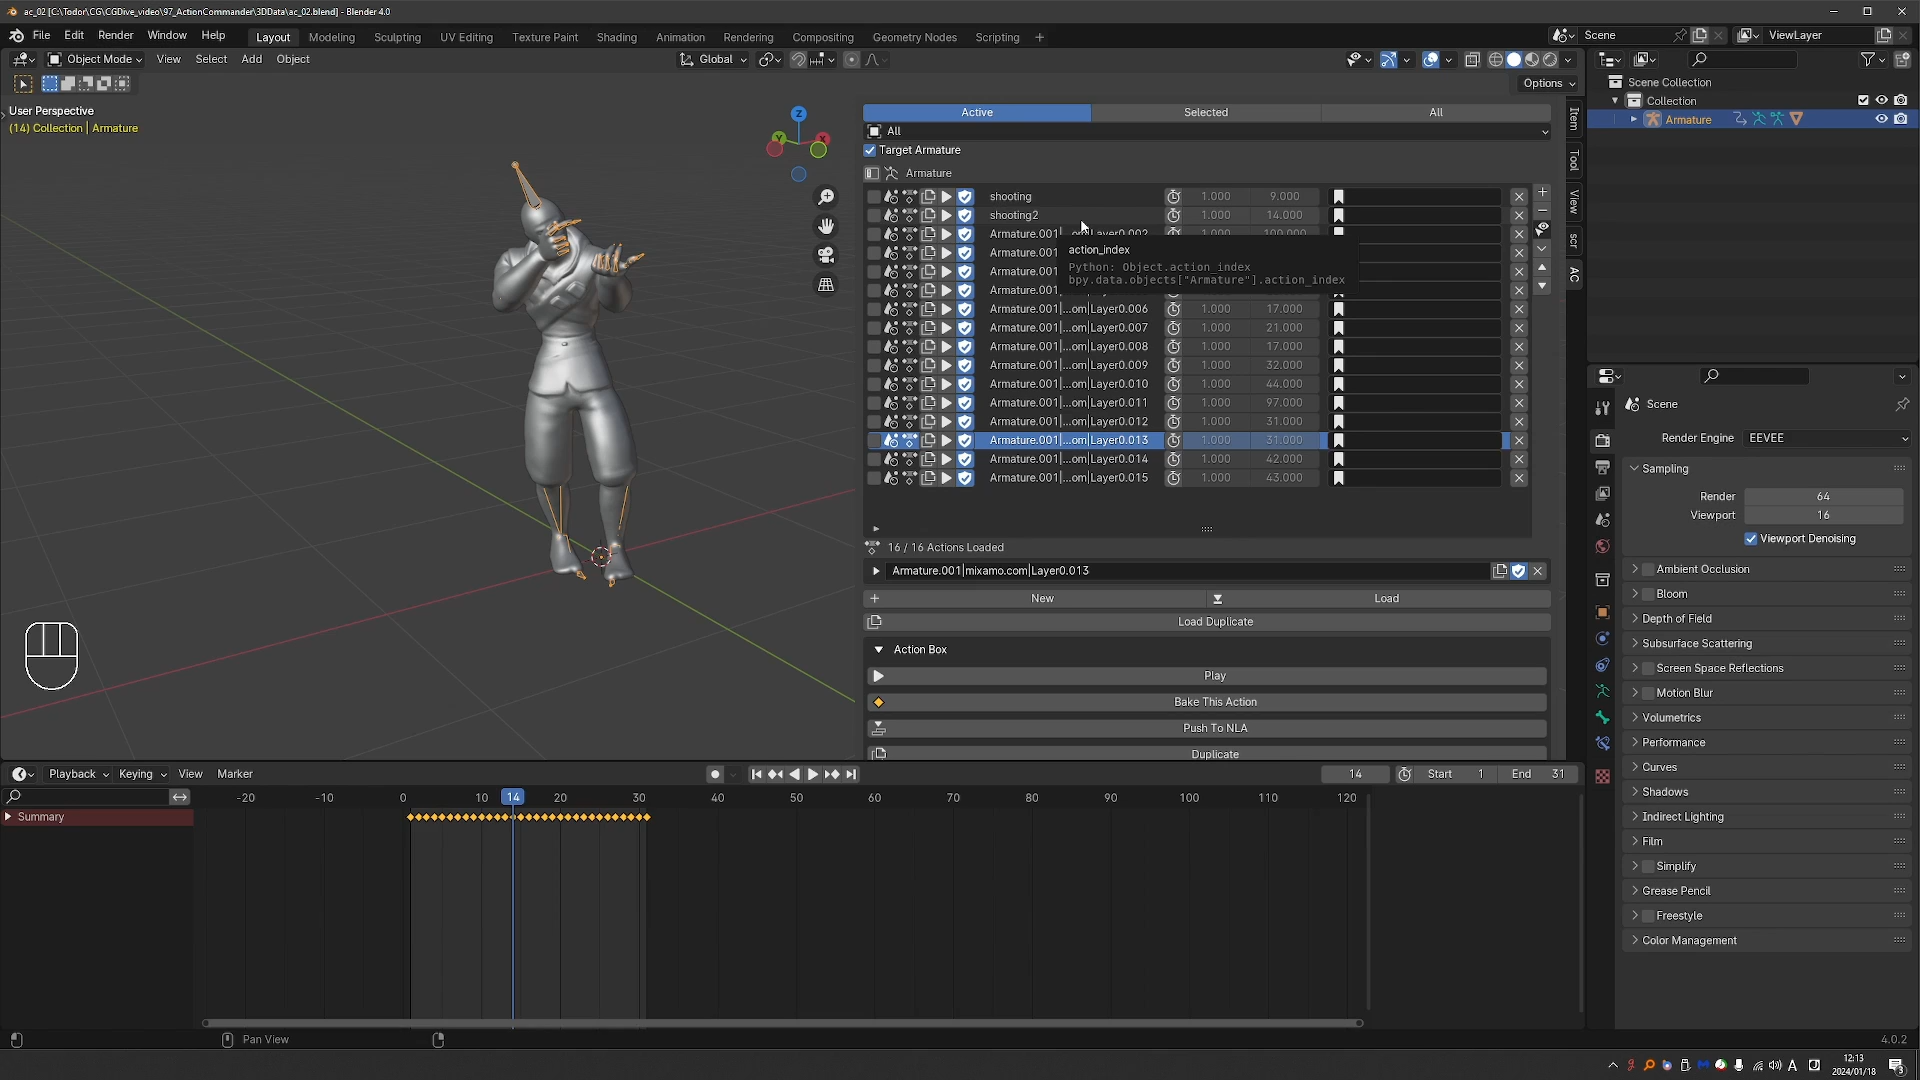 ac_02 [C:\Todor\CG\CGDive_video\97_ActionCommander\3DData\ac_02.blend] - Blender 4.0
File Edit Render Window Help Layout Modeling Sculpting UV Editing Texture Paint Shading Animation Rendering Compositing Geometry Nodes Scripting + Scene ViewLayer
Object Mode View Select Add Object Global
Options
User Perspective
(14) Collection | Armature
Z
Y
X
Active Selected All
All
Target Armature
Armature
shooting 1.000 9.000
shooting2 1.000 14.000
Armature.001|...om|Layer0.002 1.000 100.000
Armature.001
Armature.001
Armature.001
action_index
Python: Object.action_index
bpy.data.objects["Armature"].action_index
Armature.001|...om|Layer0.006 1.000 17.000
Armature.001|...om|Layer0.007 1.000 21.000
Armature.001|...om|Layer0.008 1.000 17.000
Armature.001|...om|Layer0.009 1.000 32.000
Armature.001|...om|Layer0.010 1.000 44.000
Armature.001|...om|Layer0.011 1.000 97.000
Armature.001|...om|Layer0.012 1.000 31.000
Armature.001|...om|Layer0.013 1.000 31.000
Armature.001|...om|Layer0.014 1.000 42.000
Armature.001|...om|Layer0.015 1.000 43.000
16 / 16 Actions Loaded
Armature.001|mixamo.com|Layer0.013
New Load
Load Duplicate
Action Box
Play
Bake This Action
Push To NLA
Duplicate
Item
Tool
View
scr
AC
Scene Collection
Collection
Armature
Scene
Render Engine EEVEE
Sampling
Render 64
Viewport 16
Viewport Denoising
Ambient Occlusion
Bloom
Depth of Field
Subsurface Scattering
Screen Space Reflections
Motion Blur
Volumetrics
Performance
Curves
Shadows
Indirect Lighting
Film
Simplify
Grease Pencil
Freestyle
Color Management
Playback Keying View Marker 14 Start 1 End 31
-20 -10 0 10 14 20 30 40 50 60 70 80 90 100 110 120
Summary
Pan View 4.0.2
A 12:13
2024/01/18
3